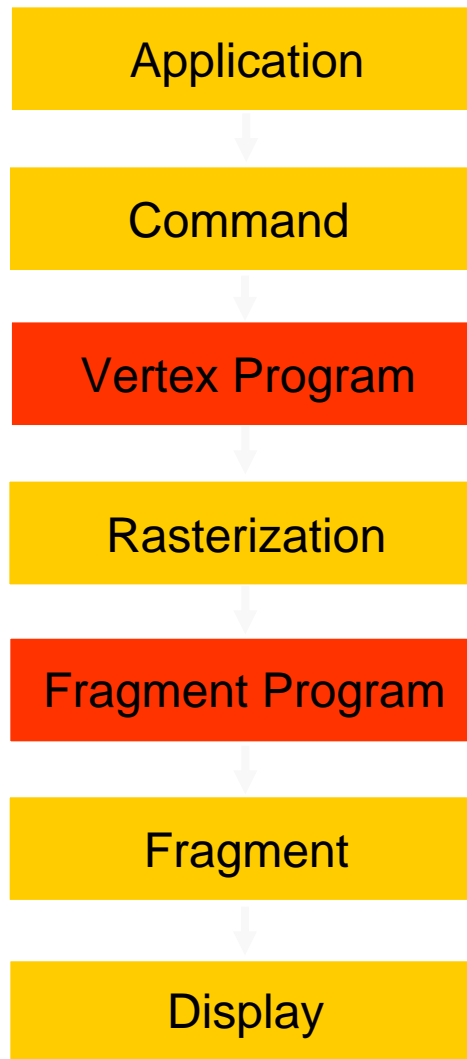 Application
Command
Vertex Program
Rasterization
Fragment Program
Fragment
Display